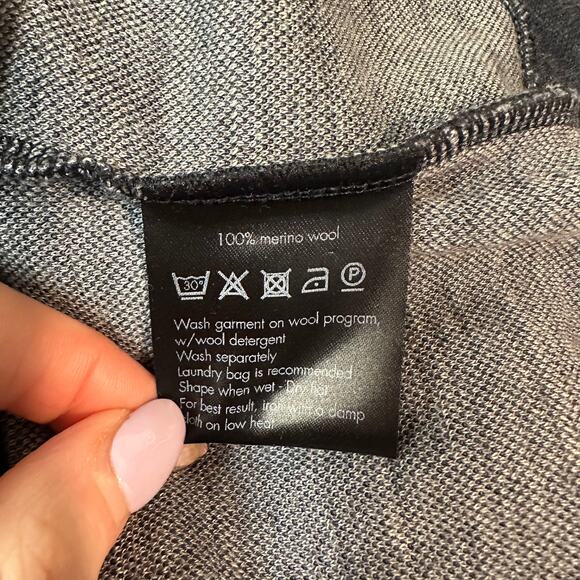 100% merino wool
30°
P
Wash garment on wool program,
w/wool detergent
Wash separately
Laundry bag is recommended
Shape when wet - Dry flat
For best result, iron with a damp
cloth on low heat